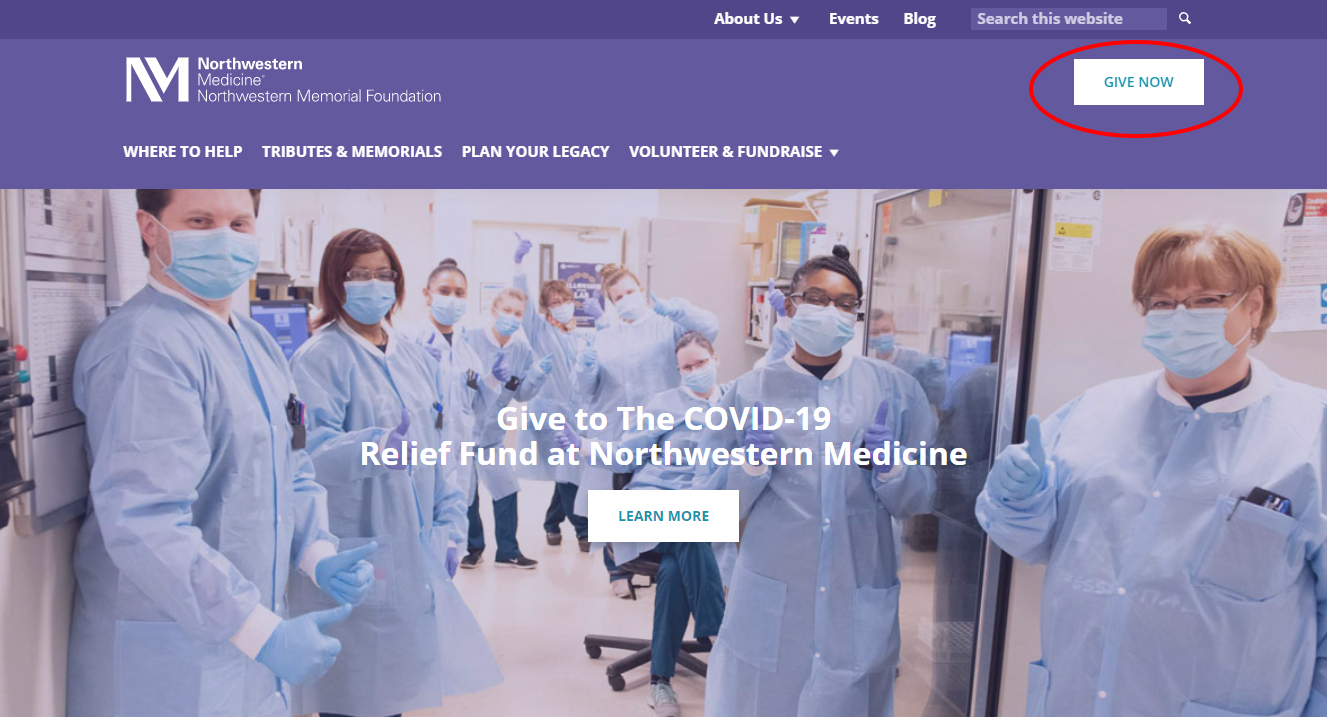 About Us Events Blog Search this website
Northwestern
Medicine®
Northwestern Memorial Foundation
GIVE NOW
WHERE TO HELP TRIBUTES & MEMORIALS PLAN YOUR LEGACY VOLUNTEER & FUNDRAISE
Give to The COVID-19
Relief Fund at Northwestern Medicine
LEARN MORE